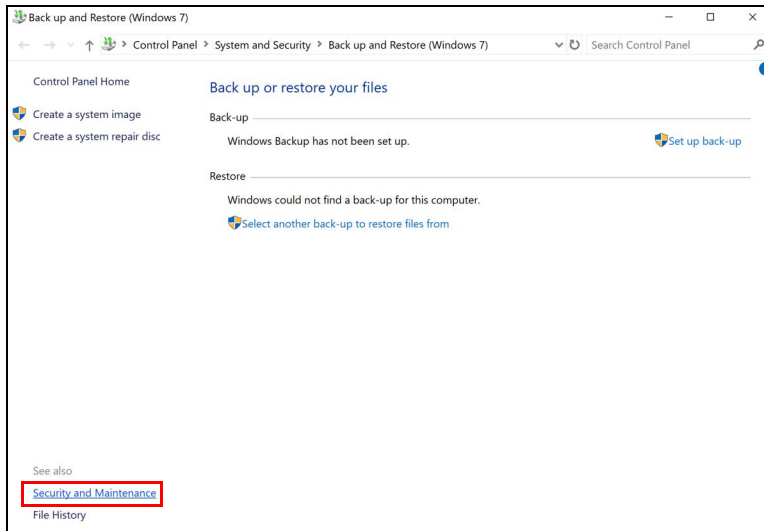 Back up and Restore (Windows 7)
Control Panel > System and Security > Back up and Restore (Windows 7)
Search Control Panel
Control Panel Home
Create a system image
Create a system repair disc
Back up or restore your files
Back-up
Windows Backup has not been set up.
Set up back-up
Restore
Windows could not find a back-up for this computer.
Select another back-up to restore files from
See also
Security and Maintenance
File History